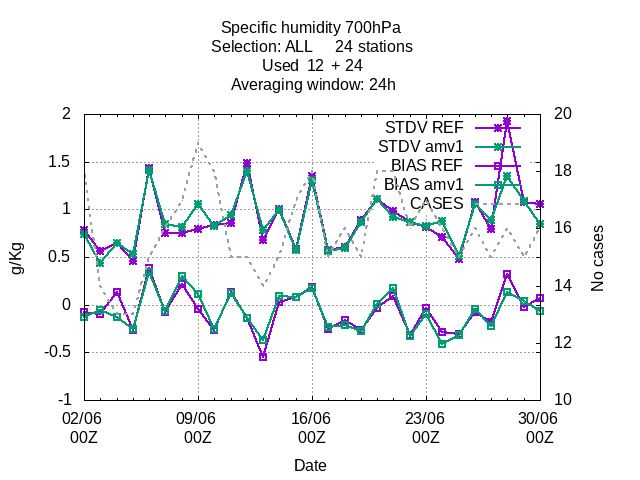 Specific humidity 700hPa
Selection: ALL     24 stations
Used  12  + 24
Averaging window: 24h
STDV REF
STDV amv1
BIAS REF
BIAS amv1
CASES
2
1.5
1
0.5
0
-0.5
-1
g/Kg
20
18
16
14
12
10
No cases
02/06 09/06 16/06 23/06 30/06
00Z 00Z 00Z 00Z 00Z
Date